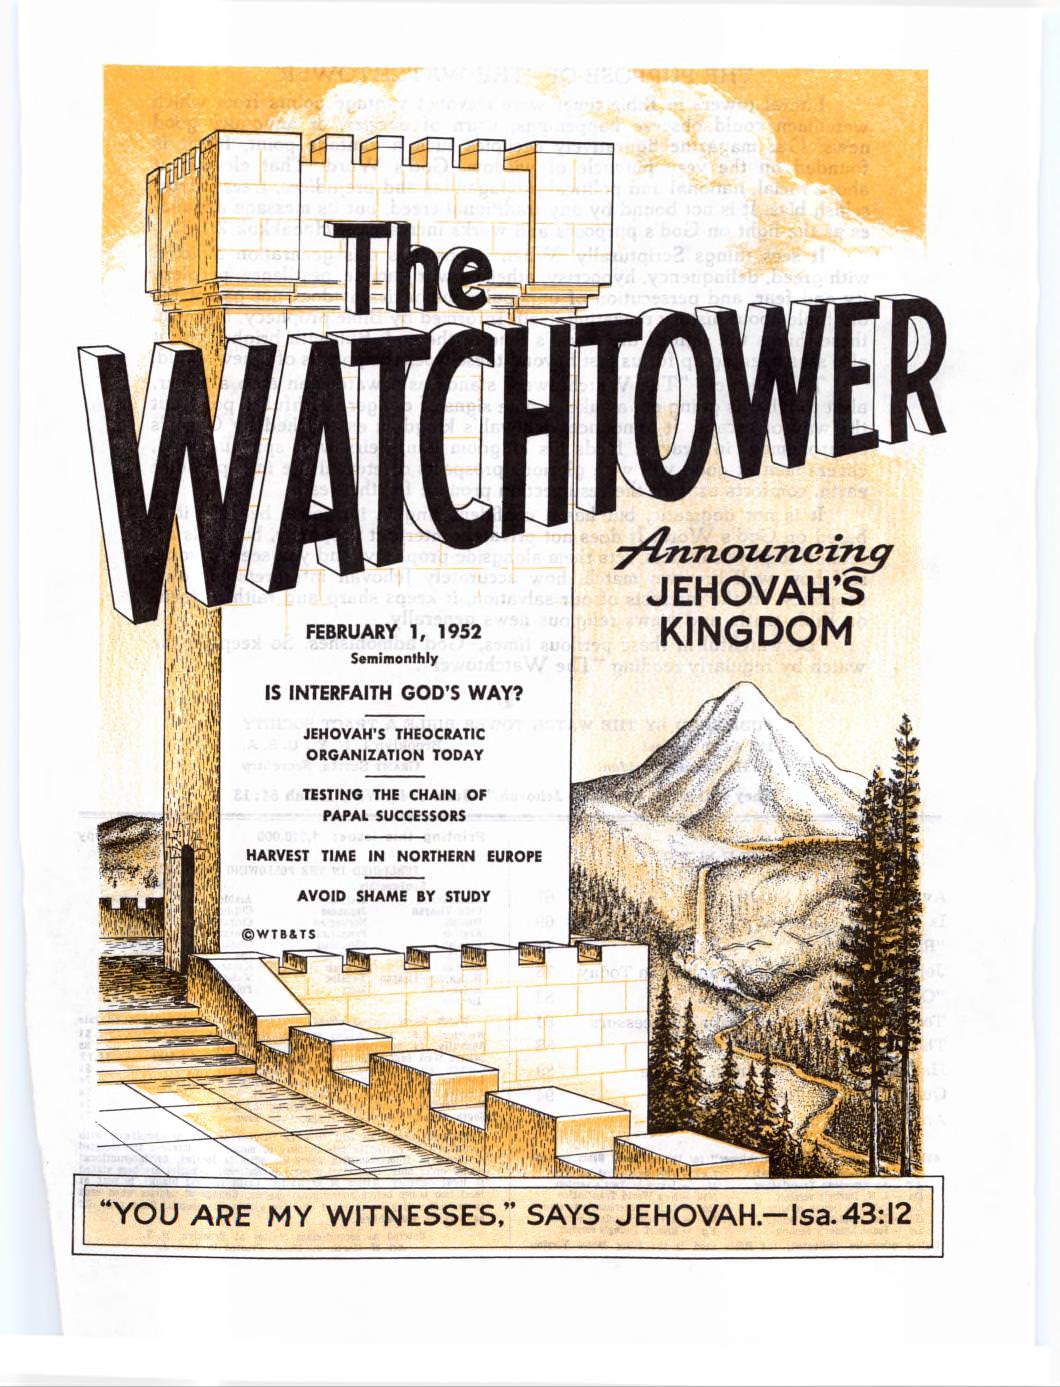 The
WATCHTOWER
Announcing
JEHOVAH'S
KINGDOM
FEBRUARY 1, 1952
Semimonthly
IS INTERFAITH GOD'S WAY?
JEHOVAH'S THEOCRATIC
ORGANIZATION TODAY
TESTING THE CHAIN OF
PAPAL SUCCESSORS
HARVEST TIME IN NORTHERN EUROPE
AVOID SHAME BY STUDY
©WTB&TS
“YOU ARE MY WITNESSES,” SAYS JEHOVAH.—Isa. 43:12